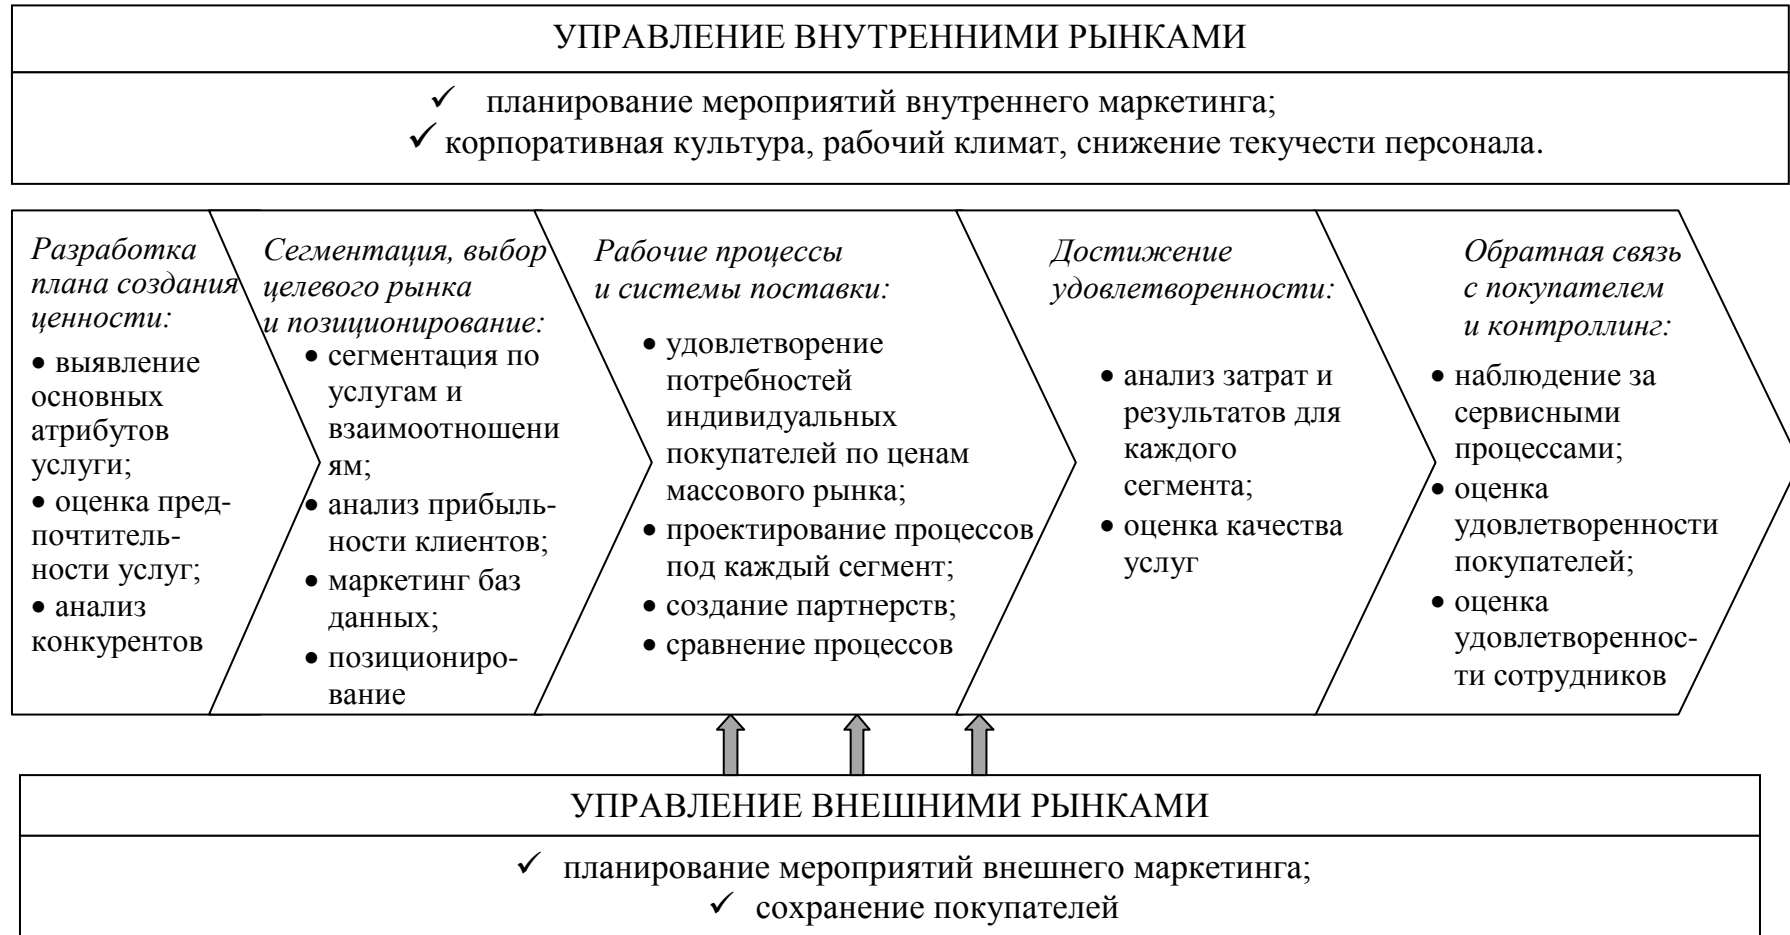 УПРАВЛЕНИЕ ВНУТРЕННИМИ РЫНКАМИ
✓ планирование мероприятий внутреннего маркетинга;
✓ корпоративная культура, рабочий климат, снижение текучести персонала.
Разработка
плана создания
ценности:
• выявление
основных
атрибутов
услуги;
• оценка пред-
почтитель-
ности услуг;
• анализ
конкурентов
Сегментация, выбор
целевого рынка
и позиционирование:
• сегментация по
услугам и
взаимоотношени
ям;
• анализ прибыль-
ности клиентов;
• маркетинг баз
данных;
• позициониро-
вание
Рабочие процессы
и системы поставки:
• удовлетворение
потребностей
индивидуальных
покупателей по ценам
массового рынка;
• проектирование процессов
под каждый сегмент;
• создание партнерств;
• сравнение процессов
Достижение
удовлетворенности:
• анализ затрат и
результатов для
каждого
сегмента;
• оценка качества
услуг
Обратная связь
с покупателем
и контроллинг:
• наблюдение за
сервисными
процессами;
• оценка
удовлетворенности
покупателей;
• оценка
удовлетвореннос-
ти сотрудников
УПРАВЛЕНИЕ ВНЕШНИМИ РЫНКАМИ
✓ планирование мероприятий внешнего маркетинга;
✓ сохранение покупателей